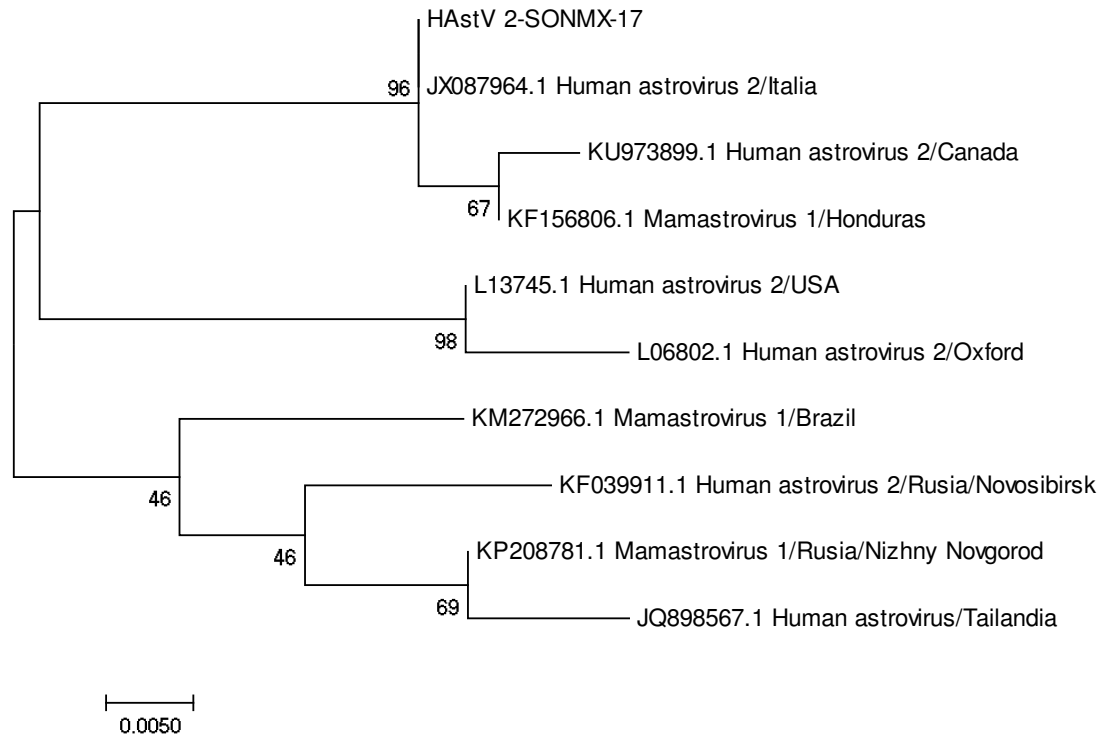 HAstV 2-SONMX-17
96
JX087964.1 Human astrovirus 2/Italia
KU973899.1 Human astrovirus 2/Canada
67
KF156806.1 Mamastrovirus 1/Honduras
L13745.1 Human astrovirus 2/USA
98
L06802.1 Human astrovirus 2/Oxford
KM272966.1 Mamastrovirus 1/Brazil
46
KF039911.1 Human astrovirus 2/Rusia/Novosibirsk
46
KP208781.1 Mamastrovirus 1/Rusia/Nizhny Novgorod
69
JQ898567.1 Human astrovirus/Tailandia
0.0050